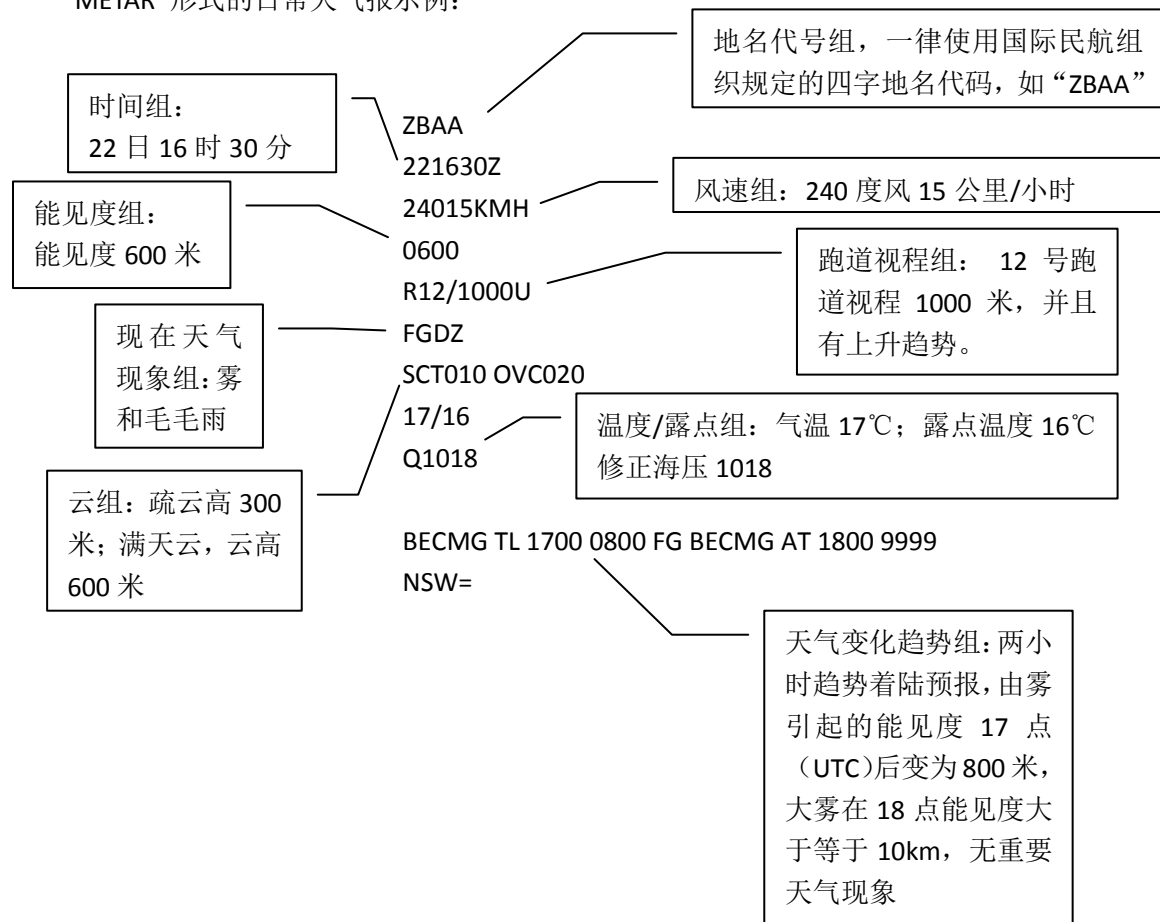 METAR 形式的日常天气报示例：
地名代号组，一律使用国际民航组
织规定的四字地名代码，如“ZBAA”
时间组：
22 日 16 时 30 分
ZBAA
221630Z
24015KMH
0600
R12/1000U
FGDZ
SCT010 OVC020
17/16
Q1018
风速组：240 度风 15 公里/小时
能见度组：
能见度 600 米
跑道视程组： 12 号跑
道视程 1000 米，并且
有上升趋势。
现在天气
现象组：雾
和毛毛雨
温度/露点组：气温 17℃；露点温度 16℃
修正海压 1018
云组：疏云高 300
米；满天云，云高
600 米
BECMG TL 1700 0800 FG BECMG AT 1800 9999
NSW=
天气变化趋势组：两小
时趋势着陆预报，由雾
引起的能见度 17 点
（UTC）后变为 800 米，
大雾在 18 点能见度大
于等于 10km，无重要
天气现象